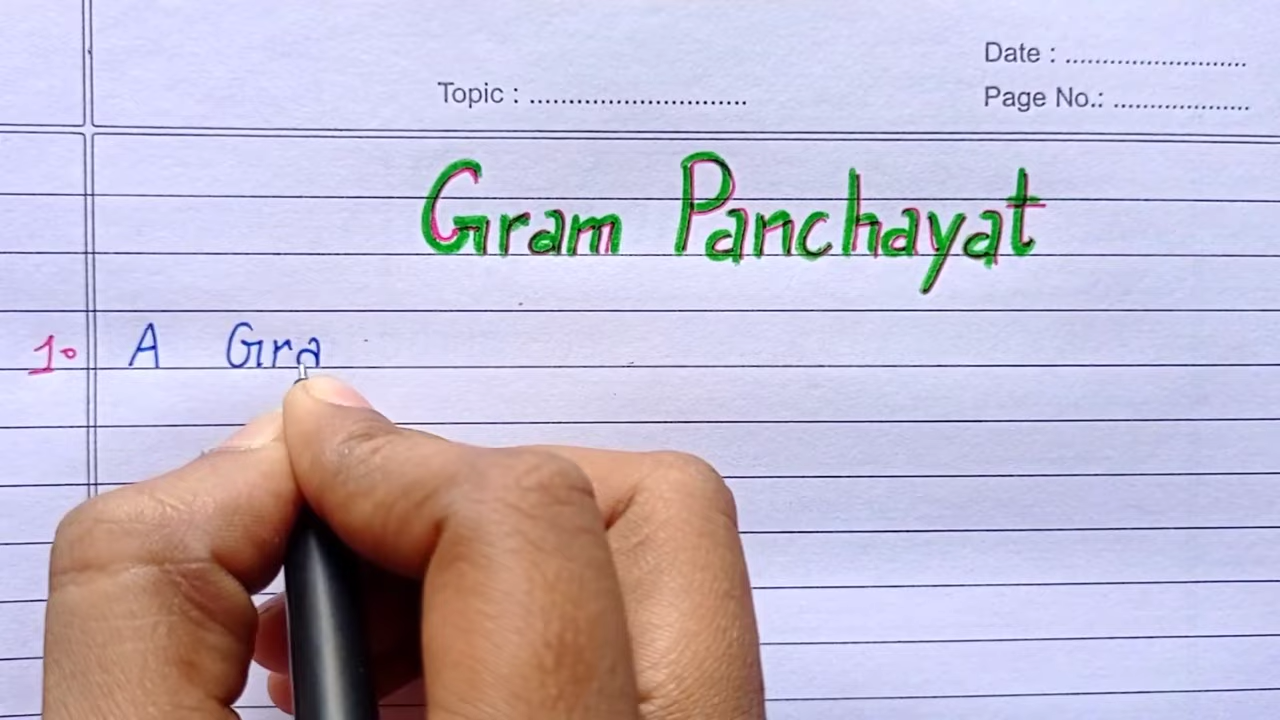 Date : ..........................
Topic : ............................
Page No.: ....................
Gram Panchayat
1. A Gra